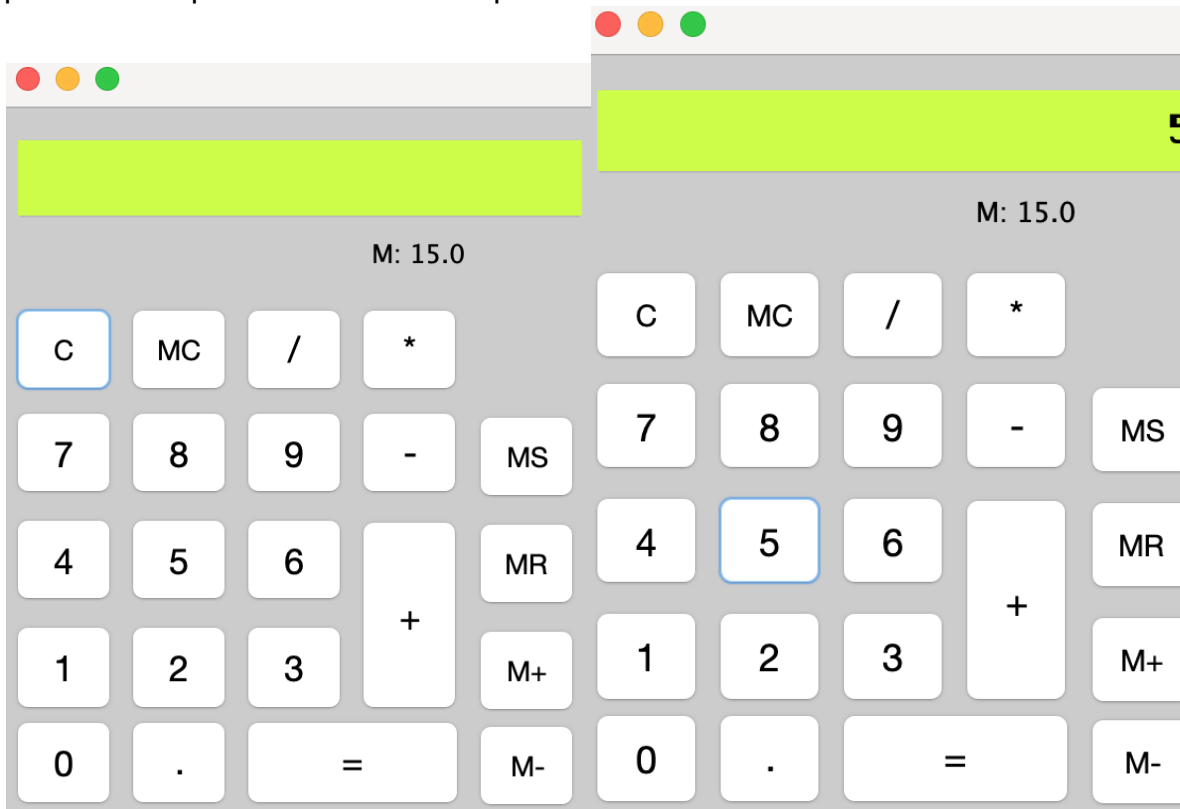 M: 15.0
C MC / *
7 8 9 - MS
4 5 6 MR
+
1 2 3 M+
0 . = M-
5
M: 15.0
C MC / *
7 8 9 - MS
4 5 6 MR
+
1 2 3 M+
0 . = M-